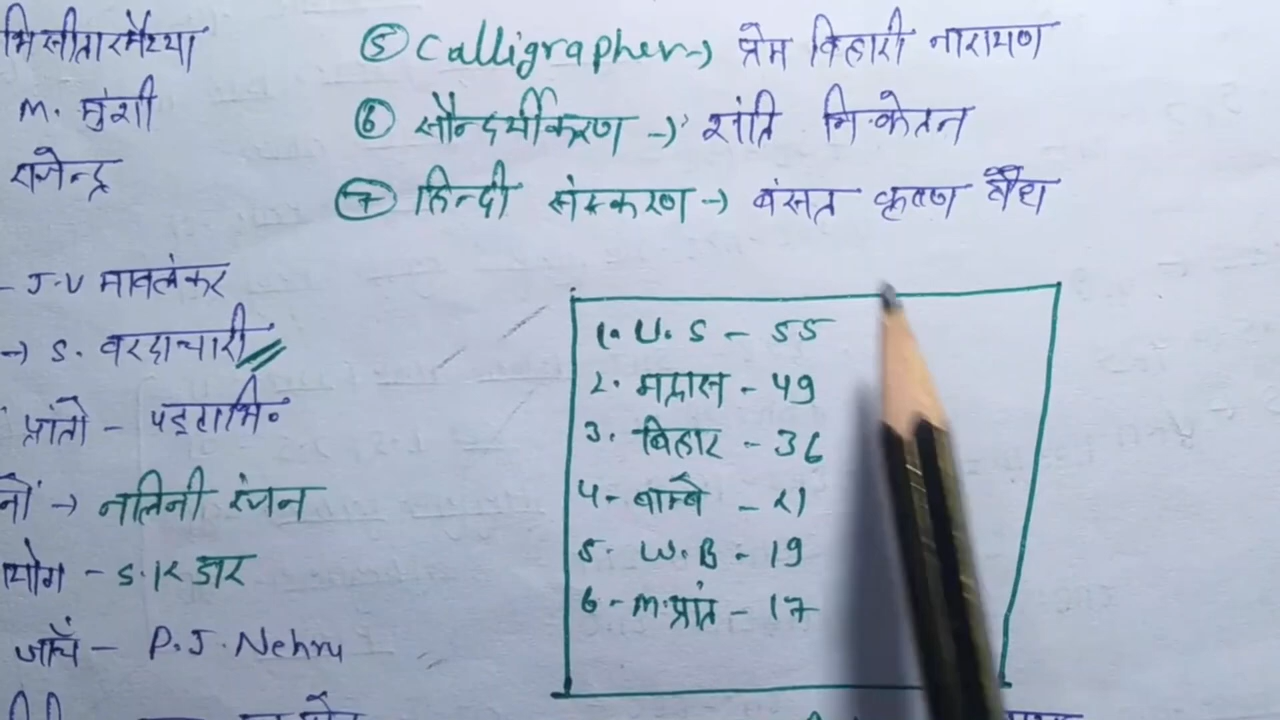 भि सीतारमैय्या
M. मुंशी
राजेन्द्र
- J.V मावलंकर
→ S. वरदाचारी
प्रांतो - पट्टाभि॰
नों → नलिनी रंजन
योग - S.K डार
जाँच - P.J. Nehru
⑤ Calligrapher → प्रेम बिहारी नारायण
⑥ सौन्दर्यीकरण → शांति निकेतन
⑦ हिन्दी संस्करण → बंसत कृष्ण वैद्य
1. U. S - 55
2. मद्रास - 49
3. बिहार - 36
4- बाम्बे - 21
5- W.B - 19
6- M.प्रांत - 17